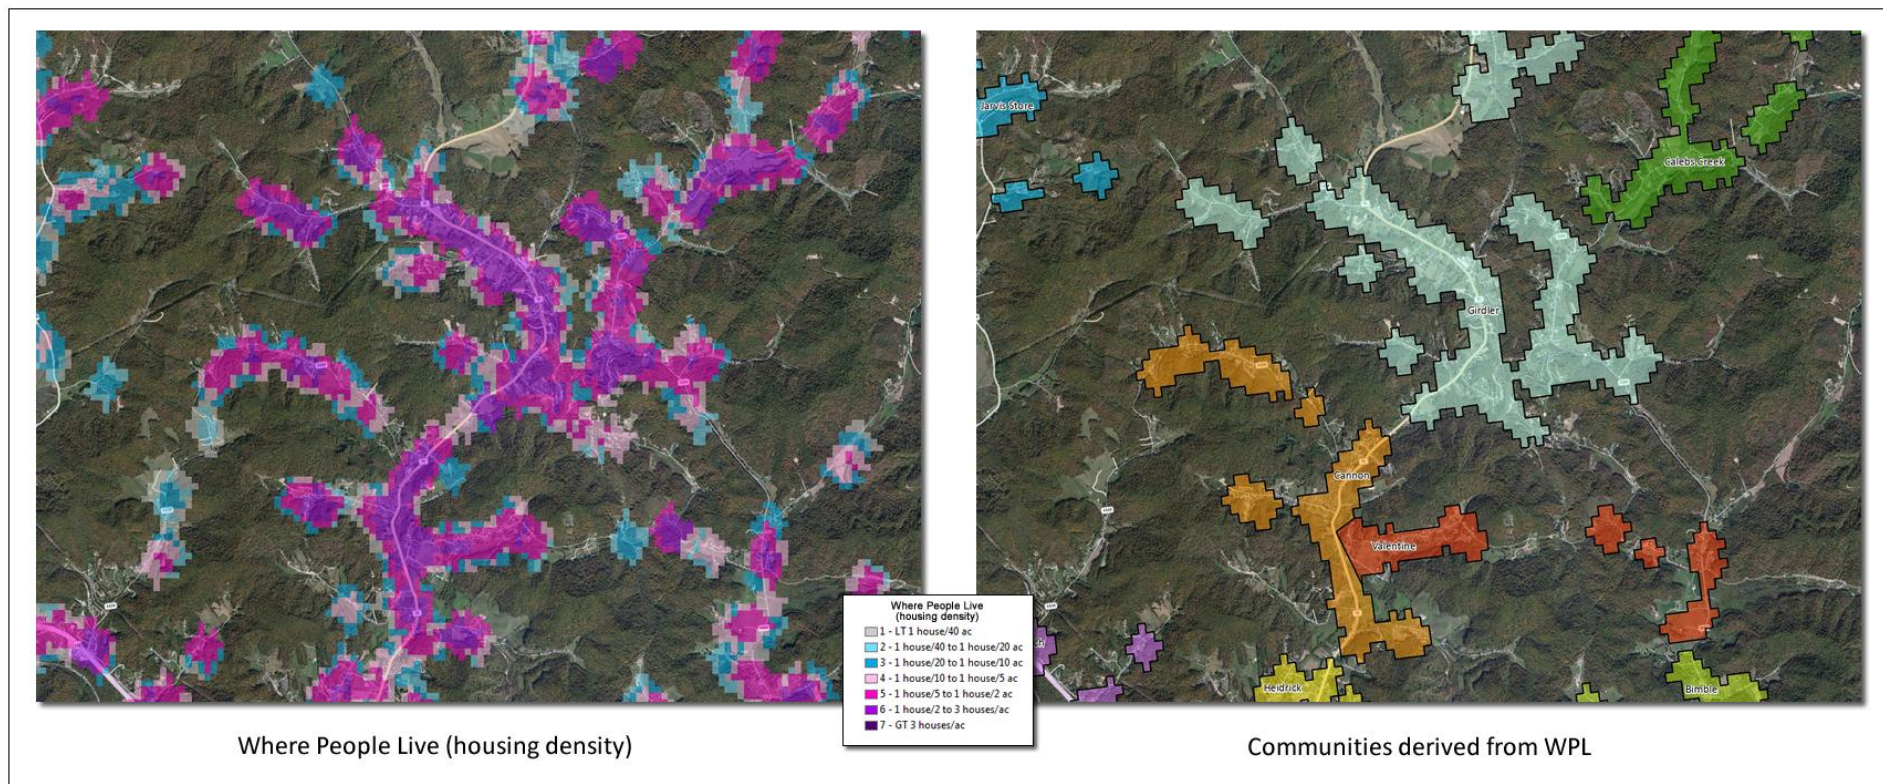 Jarvis Store
Calebs Creek
Girdler
Cannon
Valentine
Heidrick
Bimble
Where People Live
(housing density)
1 - LT 1 house/40 ac
2 - 1 house/40 to 1 house/20 ac
3 - 1 house/20 to 1 house/10 ac
4 - 1 house/10 to 1 house/5 ac
5 - 1 house/5 to 1 house/2 ac
6 - 1 house/2 to 3 houses/ac
7 - GT 3 houses/ac
Where People Live (housing density)
Communities derived from WPL